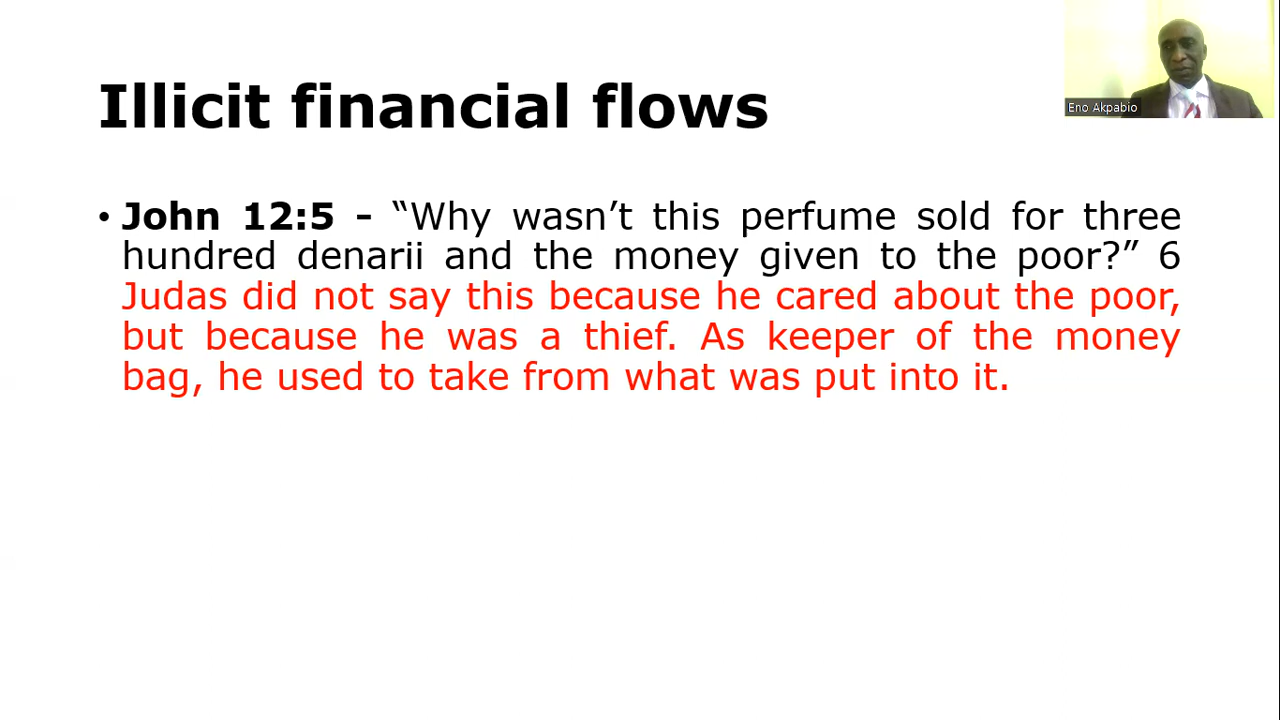 Illicit financial flows
Eno Akpabio
• John 12:5 - “Why wasn’t this perfume sold for three
hundred denarii and the money given to the poor?” 6
Judas did not say this because he cared about the poor,
but because he was a thief. As keeper of the money
bag, he used to take from what was put into it.